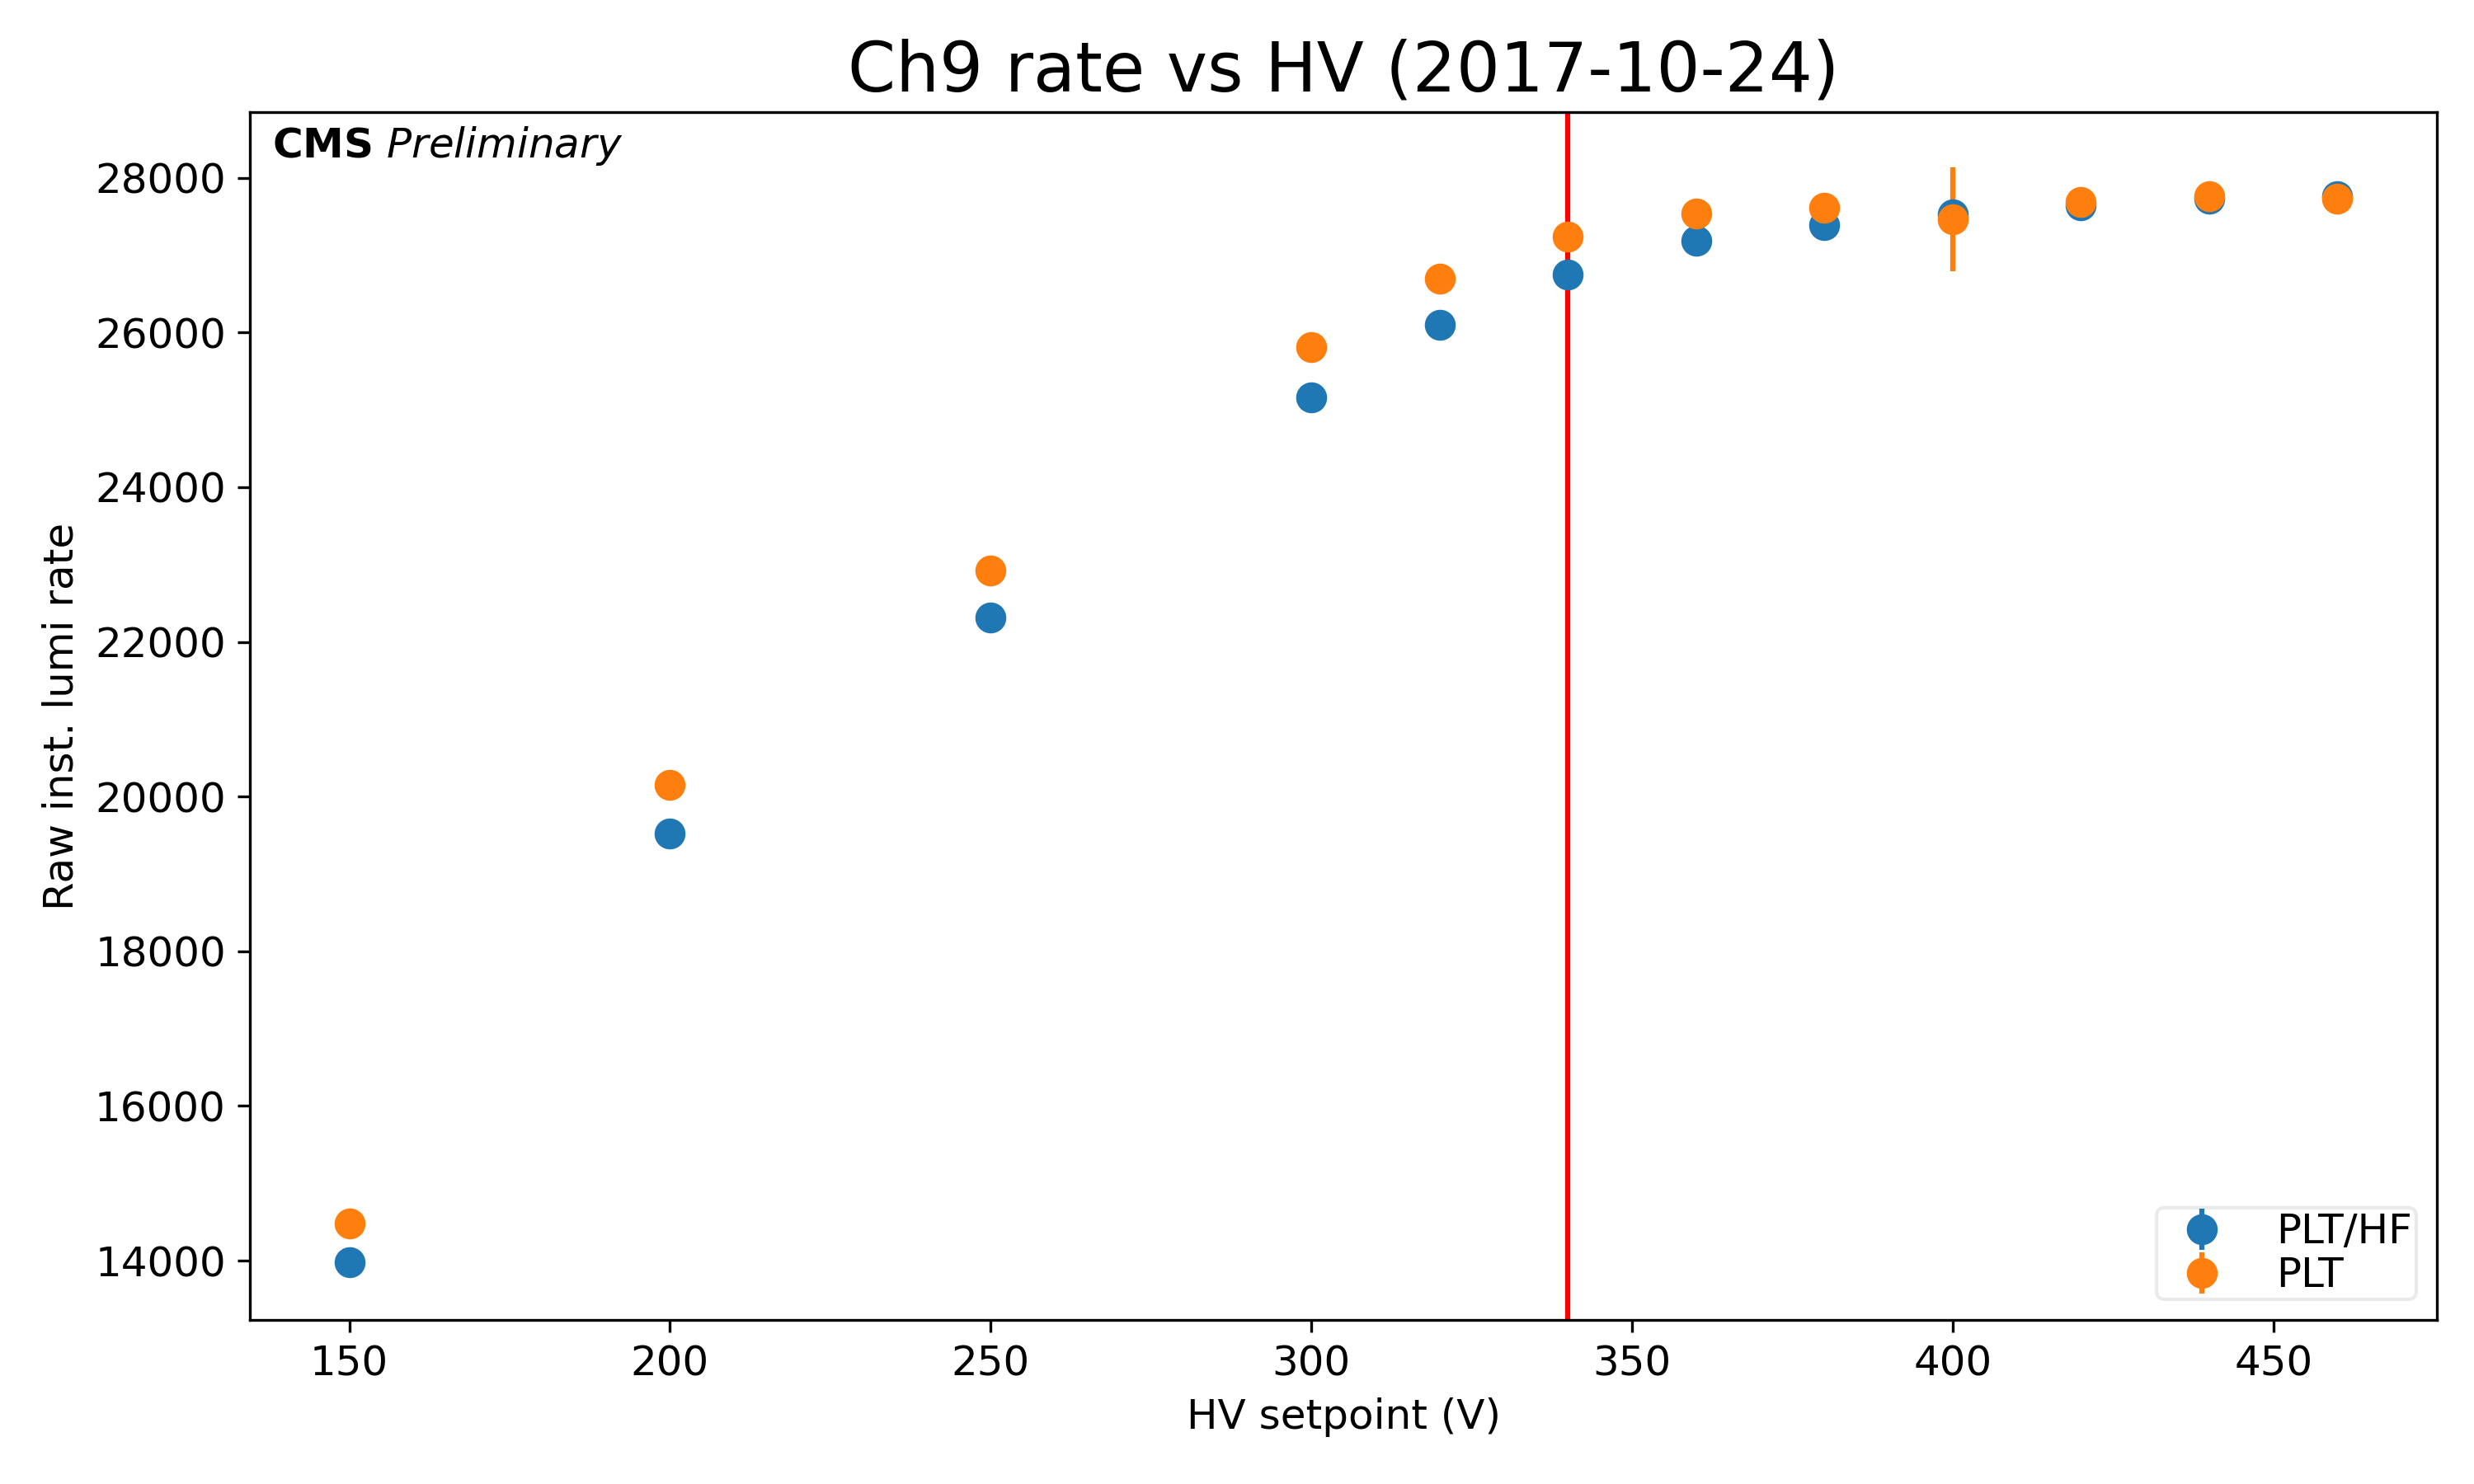 Ch9 rate vs HV (2017-10-24)
CMS Preliminary
28000
26000
24000
22000
20000
18000
16000
14000
Raw inst. lumi rate
150 200 250 300 350 400 450
HV setpoint (V)
PLT/HF
PLT